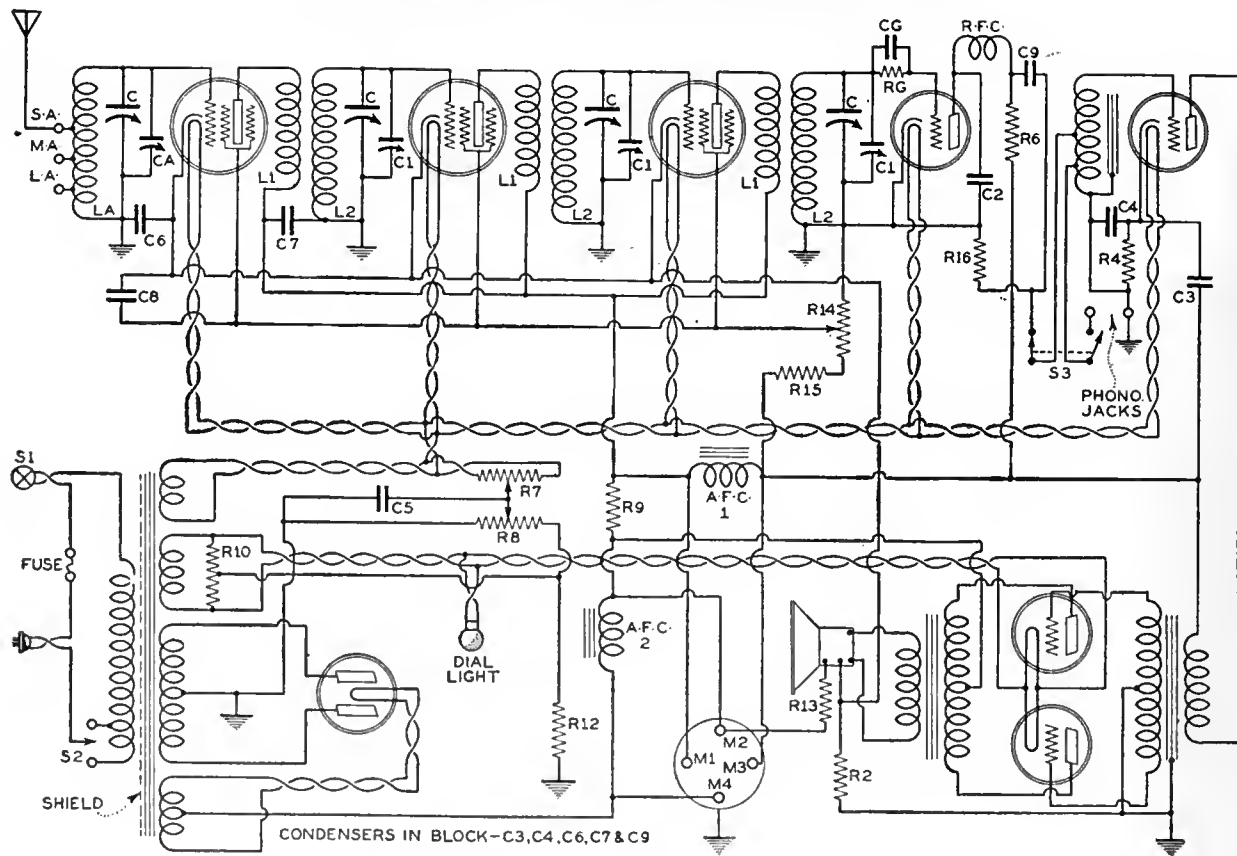 S.A.
M.A.
L.A.
LA
C
CA
C6
C8
L1
C7
L2
C
C1
L1
L2
C
C1
L1
L2
C
C1
CG
RG
R.F.C.
C9
R6
C2
R16
R14
R15
C4
R4
C3
S3
PHONO.
JACKS
S1
FUSE
S2
SHIELD
R10
C5
R7
R8
R9
A.F.C.
1
A.F.C.
2
DIAL
LIGHT
R12
M1
M2
M3
M4
R13
R2
CONDENSERS IN BLOCK-C3,C4,C6,C7&C9